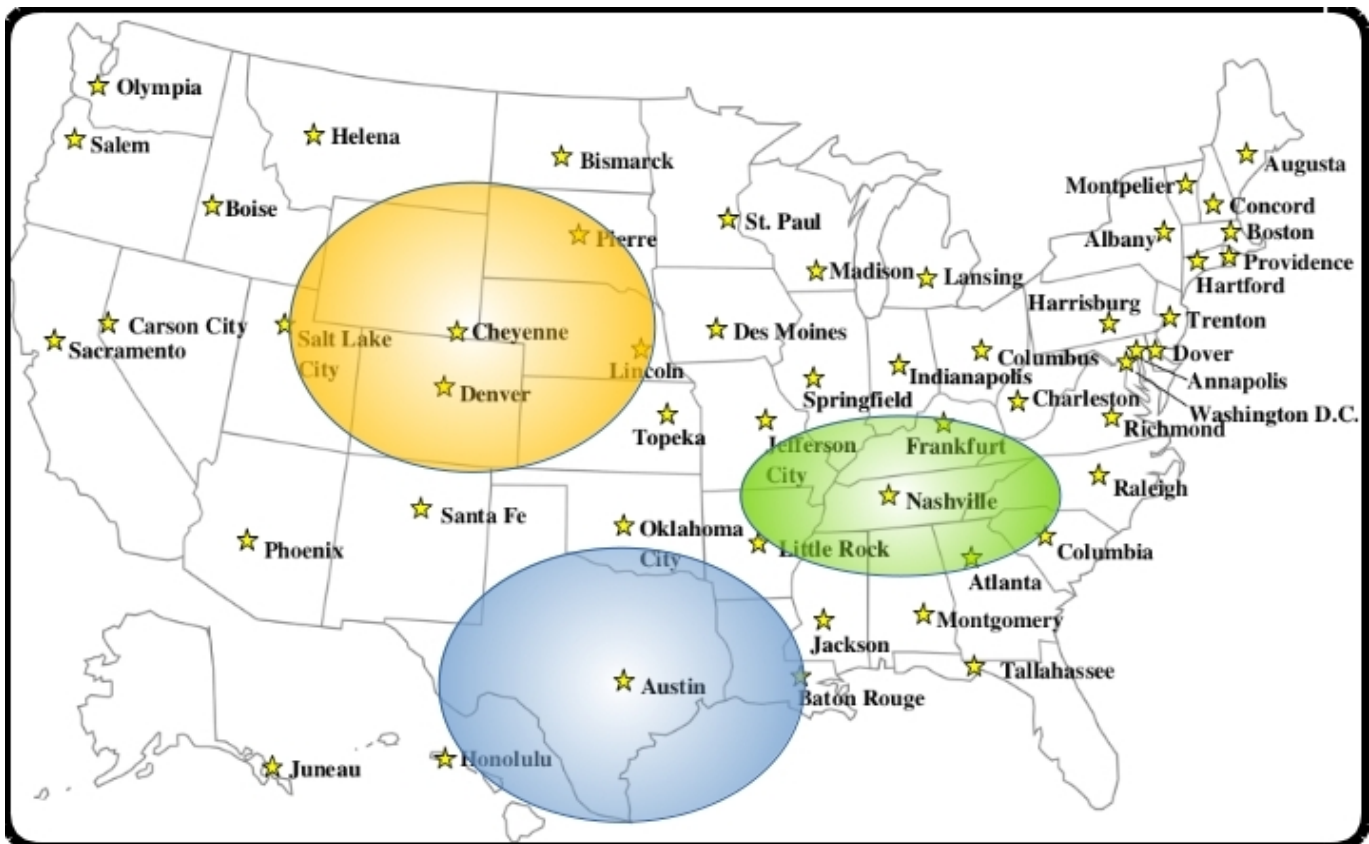 Olympia
Salem
Helena
Bismarck
Boise
Pierre
St. Paul
Madison
Lansing
Augusta
Montpelier
Concord
Albany
Boston
Providence
Hartford
Harrisburg
Trenton
Carson City
Sacramento
Salt Lake
City
Cheyenne
Denver
Lincoln
Des Moines
Topeka
Springfield
Indianapolis
Columbus
Dover
Annapolis
Charleston
Washington D.C.
Richmond
Jefferson
City
Frankfurt
Nashville
Raleigh
Santa Fe
Oklahoma
City
Phoenix
Little Rock
Columbia
Atlanta
Jackson
Montgomery
Tallahassee
Austin
Baton Rouge
Juneau
Honolulu